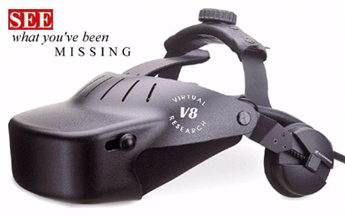 SEE
what you've been
MISSING
VIRTUAL
V8
RESEARCH